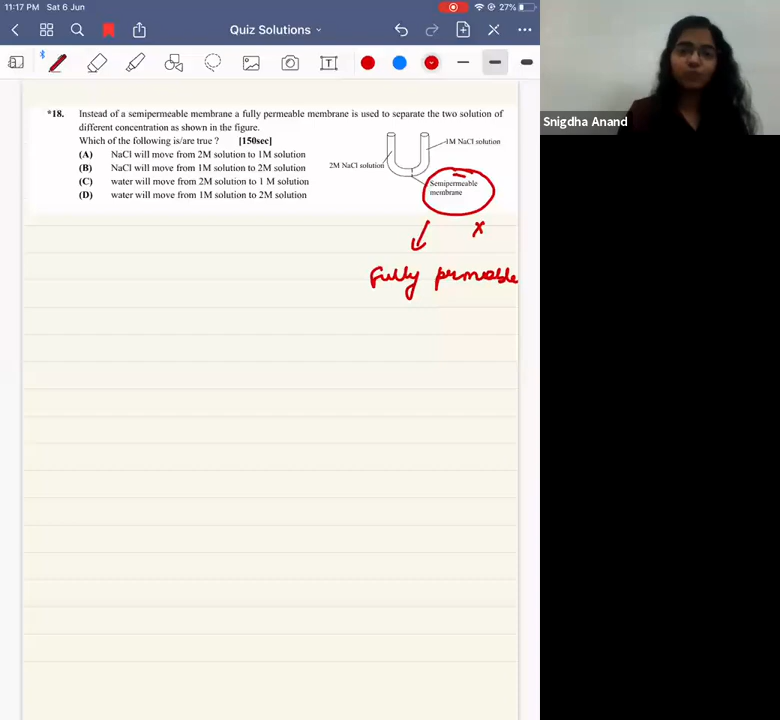 11:17 PM Sat 6 Jun
27%
Quiz Solutions
T
*18. Instead of a semipermeable membrane a fully permeable membrane is used to separate the two solution of
different concentration as shown in the figure.
Which of the following is/are true ? [150sec]
(A) NaCl will move from 2M solution to 1M solution
(B) NaCl will move from 1M solution to 2M solution
(C) water will move from 2M solution to 1 M solution
(D) water will move from 1M solution to 2M solution
1M NaCl solution
2M NaCl solution
Semipermeable
membrane
x
Fully permeable
Snigdha Anand